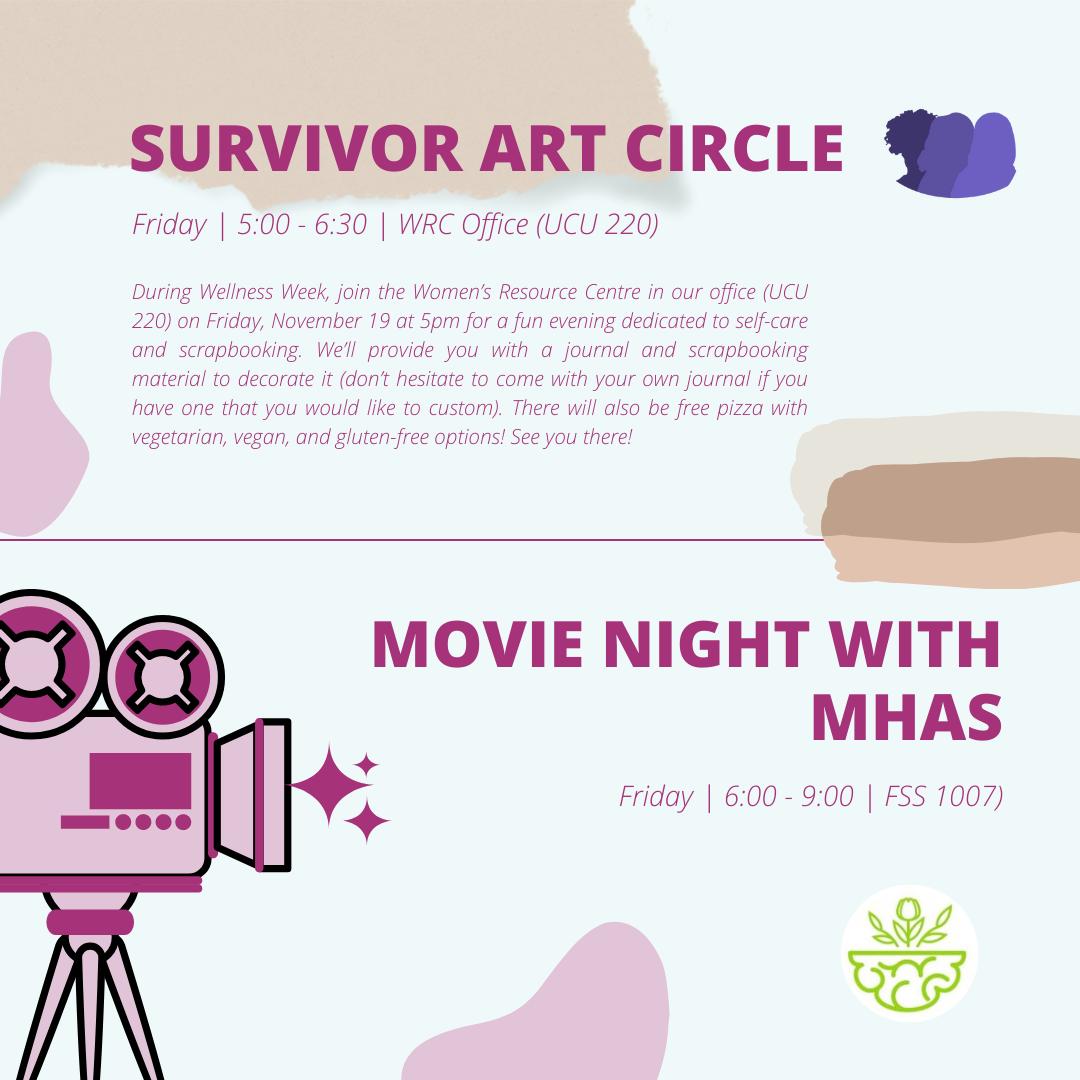 SURVIVOR ART CIRCLE
Friday | 5:00 - 6:30 | WRC Office (UCU 220)
During Wellness Week, join the Women's Resource Centre in our office (UCU
220) on Friday, November 19 at 5pm for a fun evening dedicated to self-care
and scrapbooking. We'll provide you with a journal and scrapbooking
material to decorate it (don't hesitate to come with your own journal if you
have one that you would like to custom). There will also be free pizza with
vegetarian, vegan, and gluten-free options! See you there!
MOVIE NIGHT WITH
MHAS
Friday | 6:00 - 9:00 | FSS 1007)